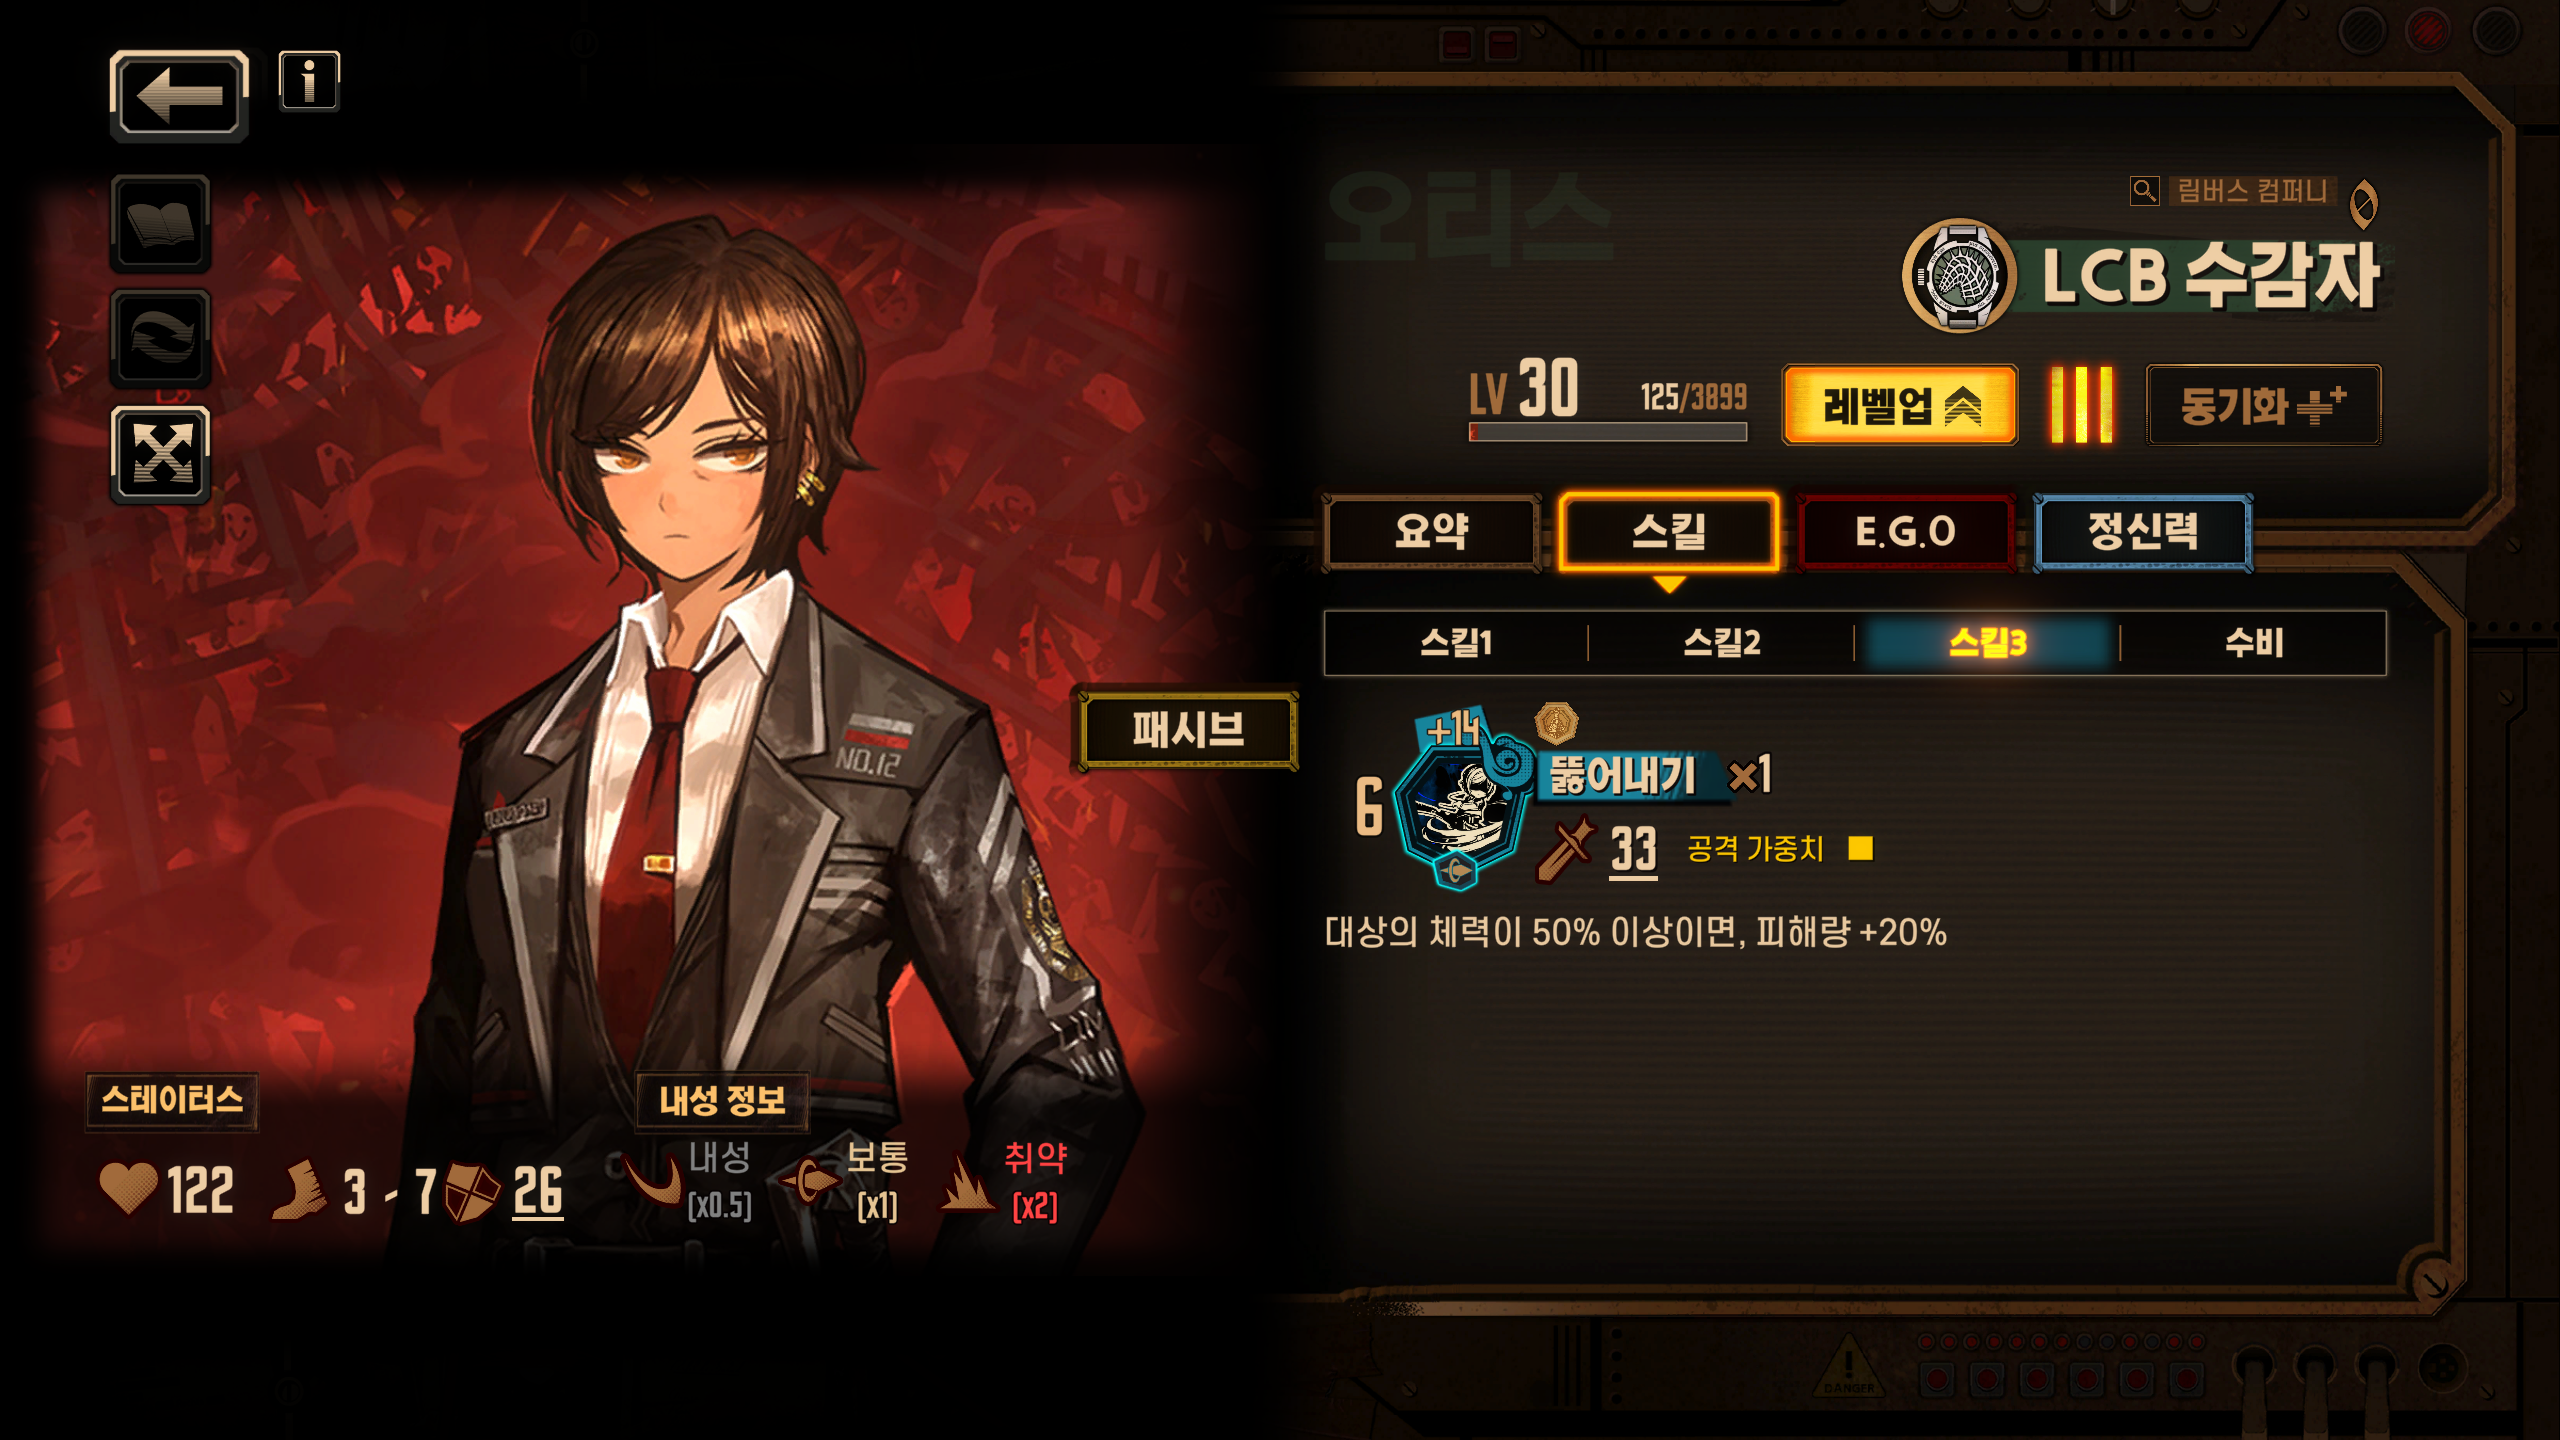 오티스
림버스 컴퍼니
LCB 수감자
LV 30
125/3899
레벨업
동기화
요약
스킬
E.G.O
정신력
스킬1
스킬2
스킬3
수비
패시브
+14
6
뚫어내기 ×1
33
공격 가중치
대상의 체력이 50% 이상이면, 피해량 +20%
NO.12
스테이터스
122
3 - 7
26
내성 정보
내성
[x0.5]
보통
[x1]
취약
[x2]
DANGER